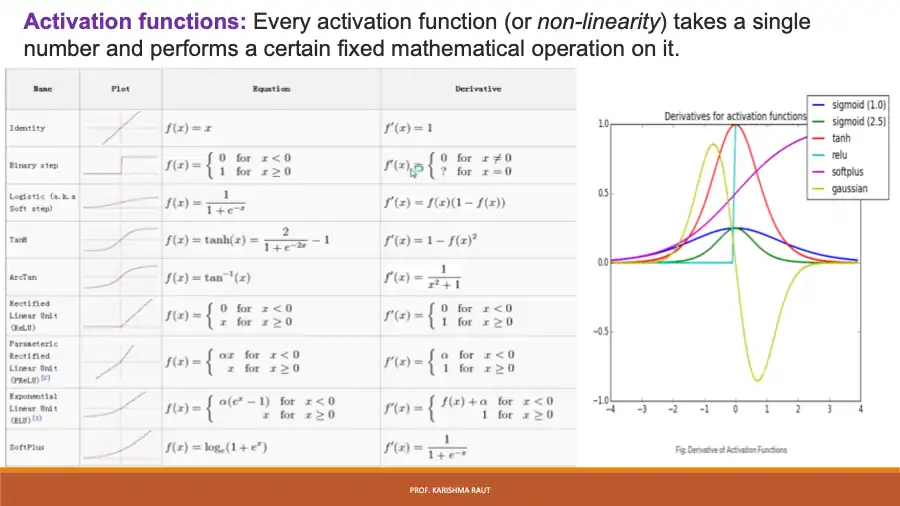 Activation functions: Every activation function (or non-linearity) takes a single
number and performs a certain fixed mathematical operation on it.
Name Plot Equation Derivative
Identity f(x) = x f′(x) = 1
Binary step f(x) = { 0 for x < 0 1 for x ≥ 0 f′(x) = { 0 for x ≠ 0 ? for x = 0
Logistic (a.k.a
Soft step) f(x) = 1 / (1 + e^−x) f′(x) = f(x)(1 − f(x))
TanH f(x) = tanh(x) = 2 / (1 + e^−2x) − 1 f′(x) = 1 − f(x)^2
ArcTan f(x) = tan^−1(x) f′(x) = 1 / (x^2 + 1)
Rectified
Linear Unit
(ReLU) f(x) = { 0 for x < 0 x for x ≥ 0 f′(x) = { 0 for x < 0 1 for x ≥ 0
Parameteric
Rectified
Linear Unit
(PReLU)[2] f(x) = { αx for x < 0 x for x ≥ 0 f′(x) = { α for x < 0 1 for x ≥ 0
Exponential
Linear Unit
(ELU)[3] f(x) = { α(e^x − 1) for x < 0 x for x ≥ 0 f′(x) = { f(x) + α for x < 0 1 for x ≥ 0
SoftPlus f(x) = log_e(1 + e^x) f′(x) = 1 / (1 + e^−x)
Derivatives for activation functions
sigmoid (1.0)
sigmoid (2.5)
tanh
relu
softplus
gaussian
1.0
0.5
0.0
−0.5
−1.0
−4 −3 −2 −1 0 1 2 3 4
Fig: Derivative of Activation Functions
PROF. KARISHMA RAUT